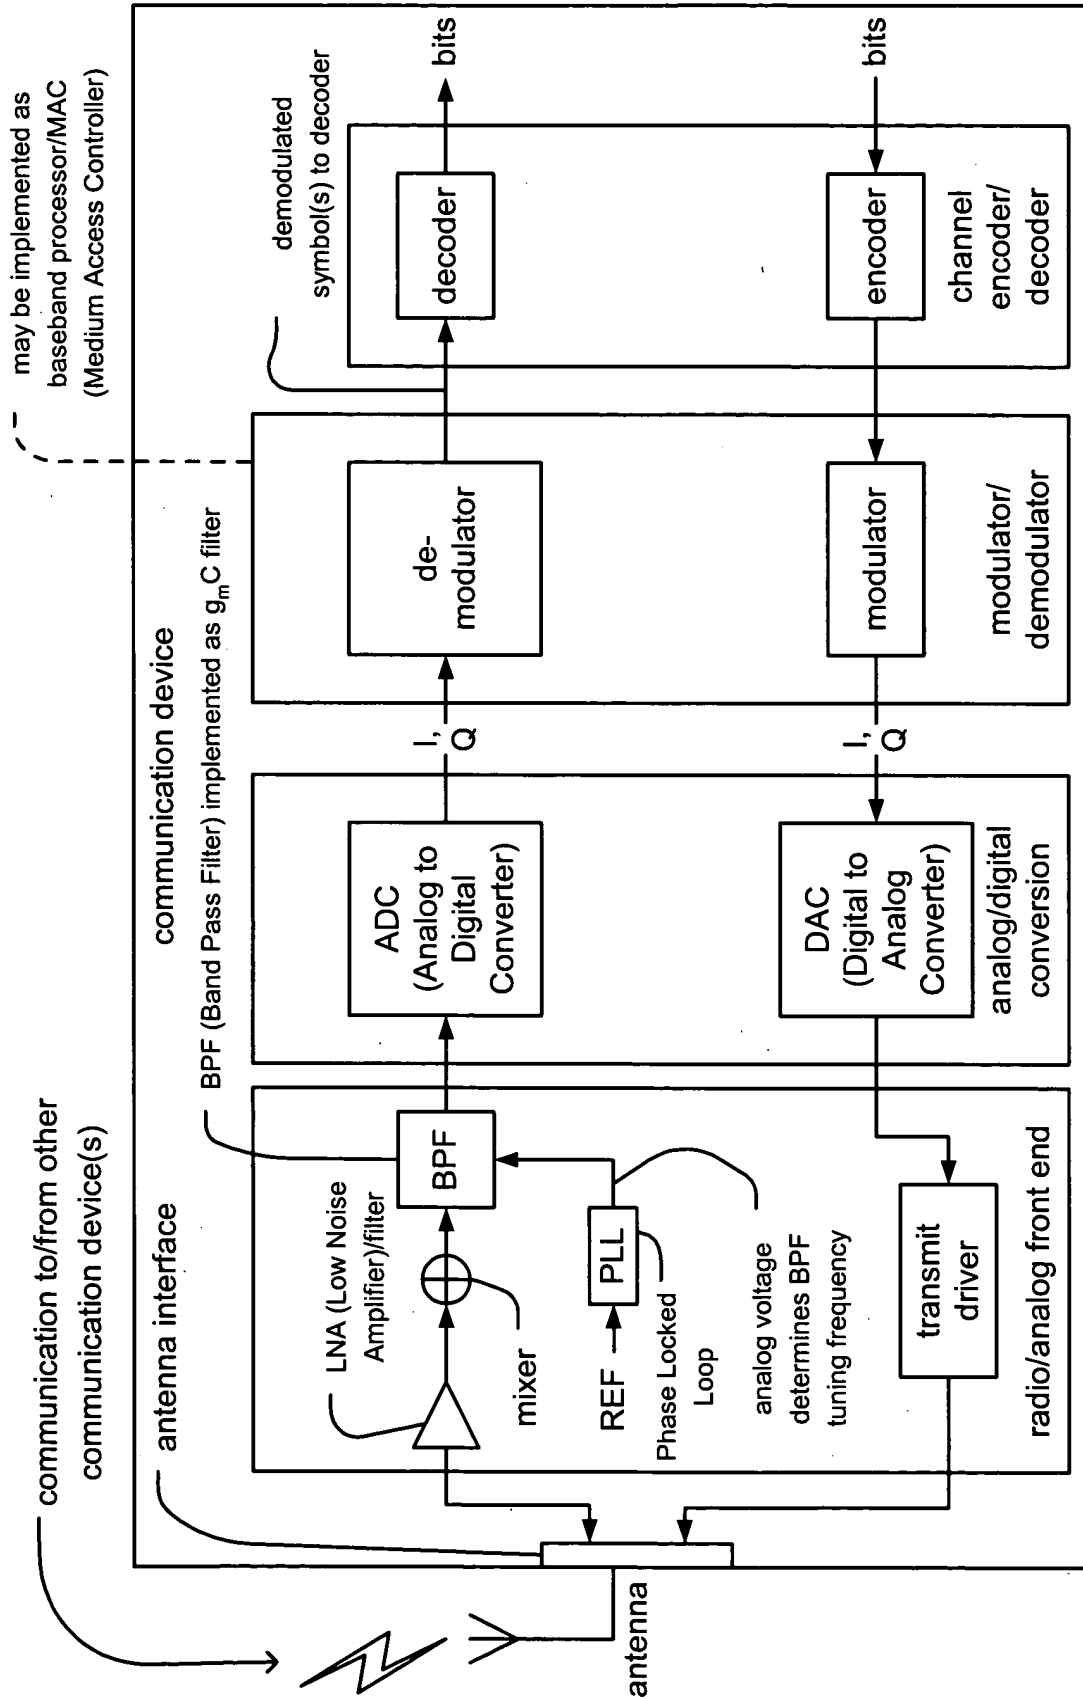 communication to/from other
communication device(s)
antenna interface
communication device
may be implemented as
baseband processor/MAC
(Medium Access Controller)
BPF (Band Pass Filter) implemented as gmC filter
demodulated
symbol(s) to decoder
antenna
LNA (Low Noise
Amplifier)/filter
mixer
BPF
REF
PLL
Phase Locked
Loop
analog voltage
determines BPF
tuning frequency
transmit
driver
radio/analog front end
ADC
(Analog to
Digital
Converter)
DAC
(Digital to
Analog
Converter)
analog/digital
conversion
I,
Q
I,
Q
de-
modulator
modulator
modulator/
demodulator
decoder
encoder
channel
encoder/
decoder
bits
bits